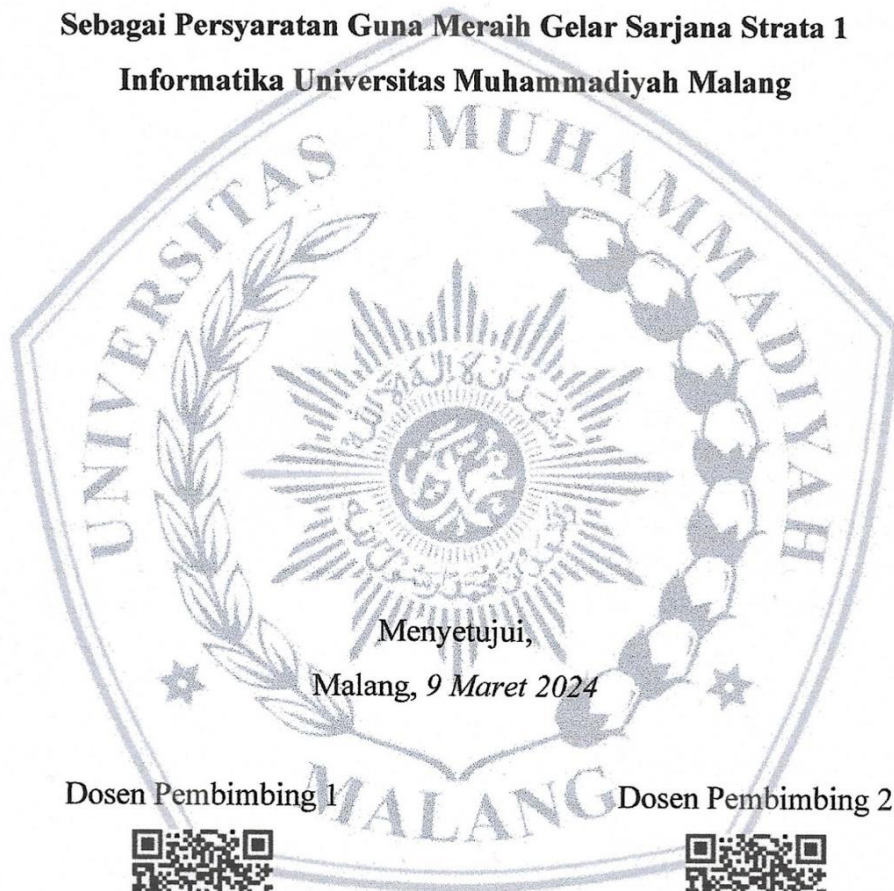 Sebagai Persyaratan Guna Meraih Gelar Sarjana Strata 1
Informatika Universitas Muhammadiyah Malang
UNIVERSITAS MUHAMMADIYAH
MALANG
Menyetujui,
Malang, 9 Maret 2024
Dosen Pembimbing 1
Dosen Pembimbing 2